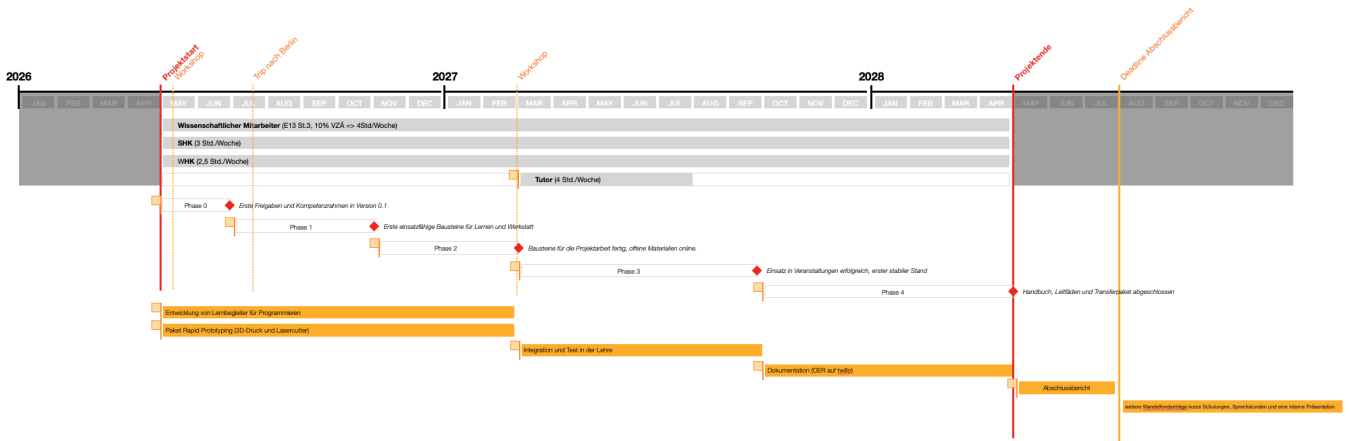 Projektstart
Workshop
Trip nach Berlin
Workshop
Projektende
Deadline Abschlussbericht
2026
2027
2028
JAN FEB MAR APR MAY JUN JUL AUG SEP OCT NOV DEC JAN FEB MAR APR MAY JUN JUL AUG SEP OCT NOV DEC JAN FEB MAR APR MAY JUN JUL AUG SEP OCT NOV DEC
Wissenschaftlicher Mitarbeiter (E13 St.3, 10% VZÄ => 4Std/Woche)
SHK (3 Std./Woche)
WHK (2,5 Std./Woche)
Tutor (4 Std./Woche)
Phase 0
Erste Freigaben und Kompetenzrahmen in Version 0.1
Phase 1
Erste einsatzfähige Bausteine für Lernen und Werkstatt
Phase 2
Bausteine für die Projektarbeit fertig, offene Materialien online.
Phase 3
Einsatz in Veranstaltungen erfolgreich, erster stabiler Stand
Phase 4
Handbuch, Leitfäden und Transferpaket abgeschlossen
Entwicklung von Lernbegleiter für Programmieren
Paket Rapid Prototyping (3D-Druck und Lasercutter)
Integration und Test in der Lehre
Dokumentation (OER auf twillo)
Abschlussbericht
weitere Wandelfondsträge kurze Schulungen, Sprechstunden und eine interne Präsentation